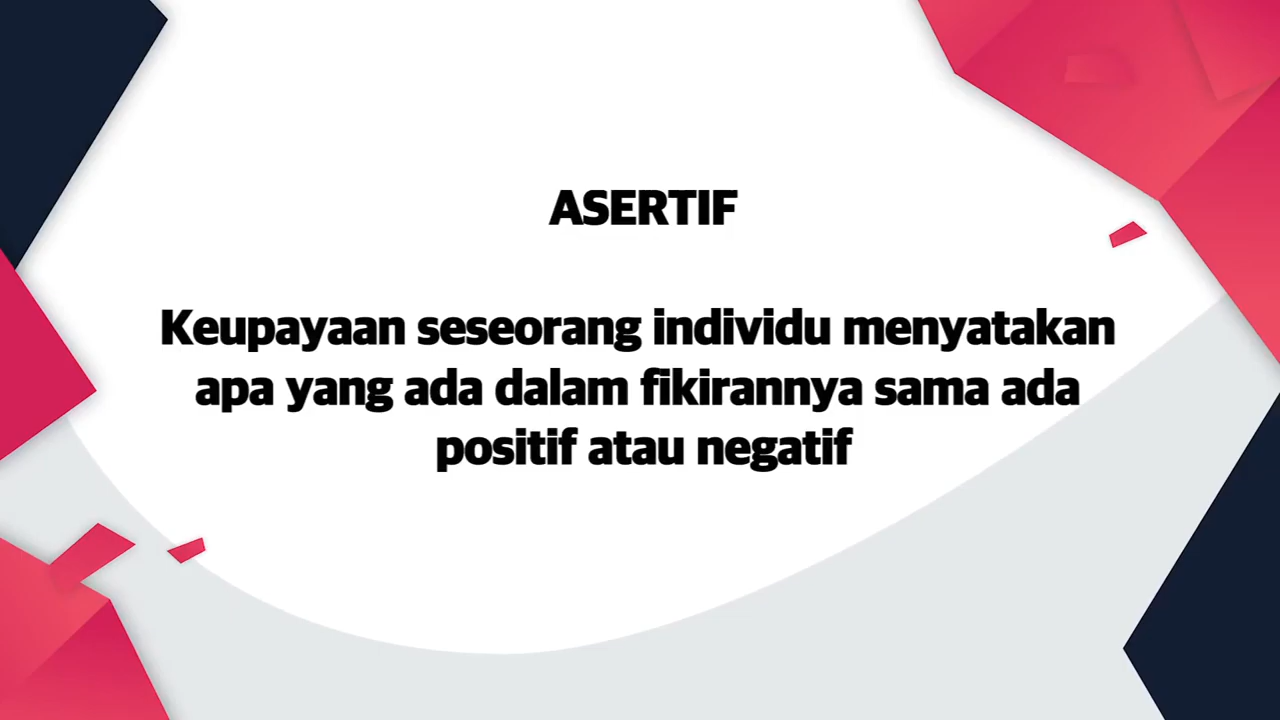 ASERTIF
Keupayaan seseorang individu menyatakan
apa yang ada dalam fikirannya sama ada
positif atau negatif